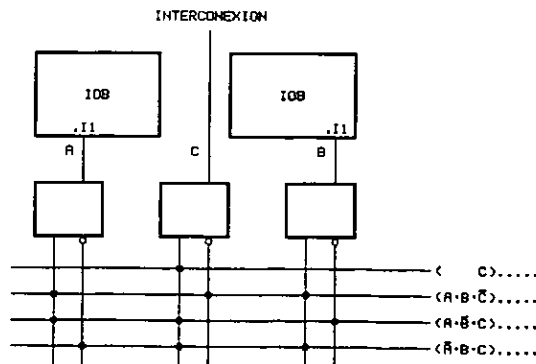 INTERCONEXION
IOB
IOB
.I1
.I1
A
C
B
( C).....
(A·B·C̅).....
(A·B̅·C).....
(A̅·B·C).....